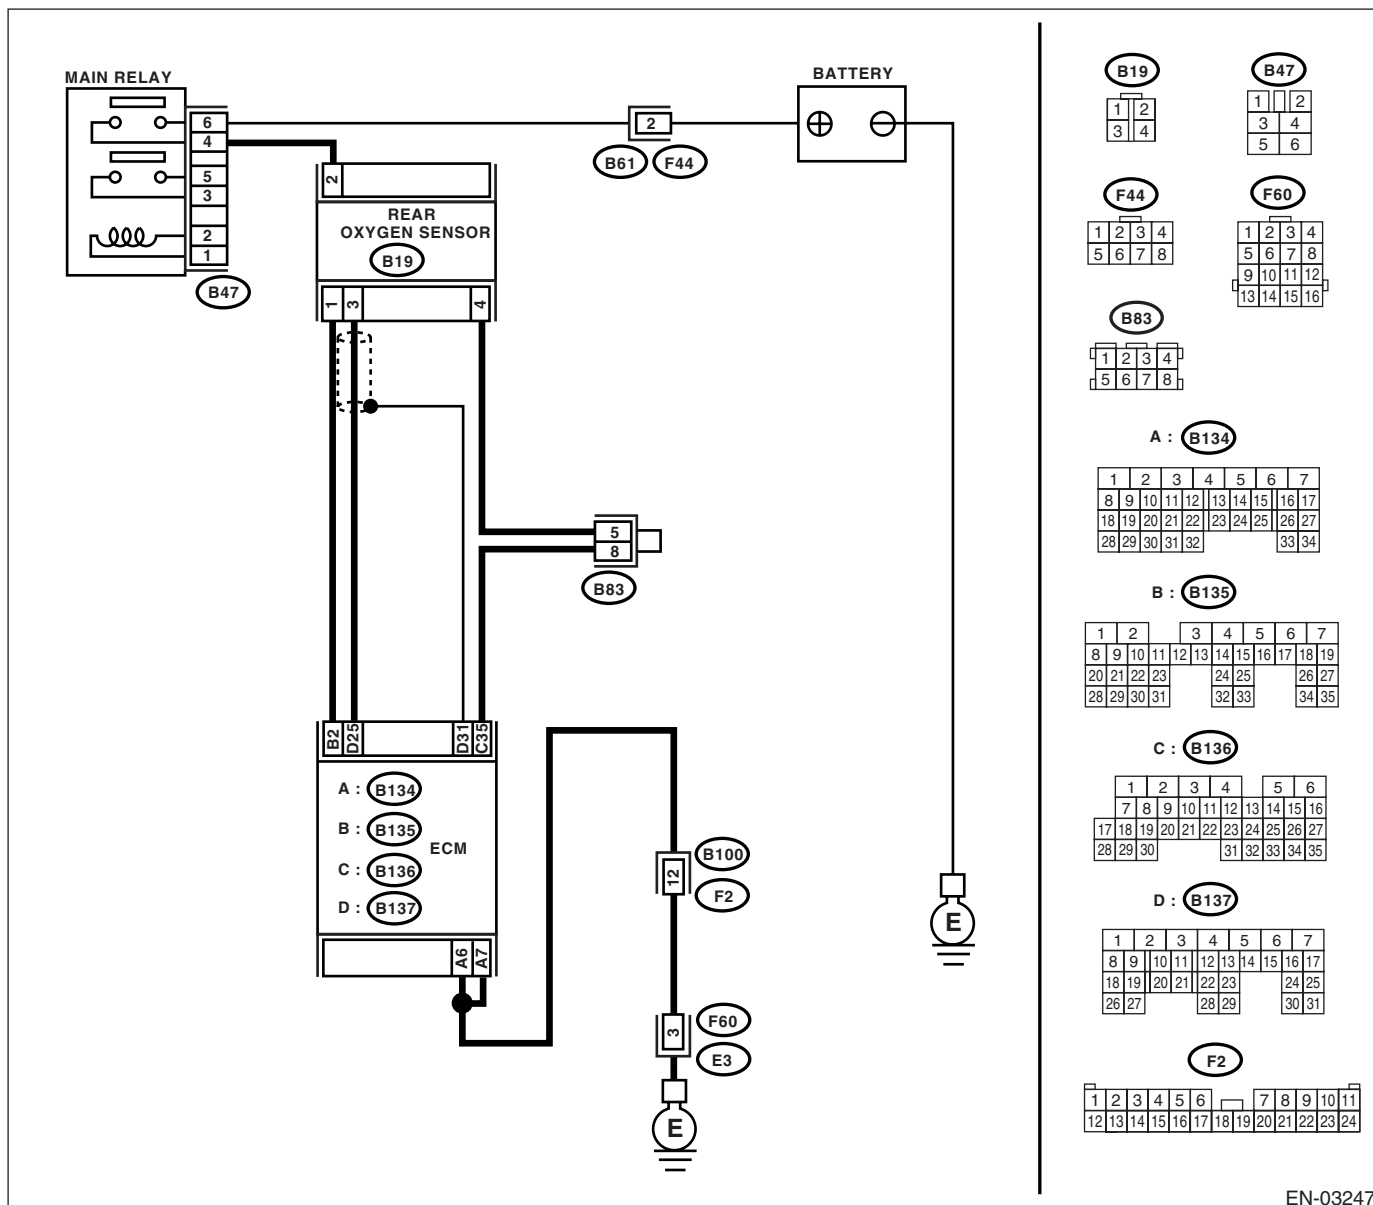 MAIN RELAY
6
4
5
3
2
1
B47
2
REAR
OXYGEN SENSOR
B19
1 3 4
2
B61 F44
BATTERY
5
8
B83
B2 D25 D31 C35
A : B134
B : B135
ECM
C : B136
D : B137
A6 A7
B100
12
F2
F60
3
E3
E
E
B19
1 2
3 4
B47
1 2
3 4
5 6
F44
1 2 3 4
5 6 7 8
F60
1 2 3 4
5 6 7 8
9 10 11 12
13 14 15 16
B83
1 2 3 4
5 6 7 8
A : B134
1 2 3 4 5 6 7
8 9 10 11 12 13 14 15 16 17
18 19 20 21 22 23 24 25 26 27
28 29 30 31 32 33 34
B : B135
1 2 3 4 5 6 7
8 9 10 11 12 13 14 15 16 17 18 19
20 21 22 23 24 25 26 27
28 29 30 31 32 33 34 35
C : B136
1 2 3 4 5 6
7 8 9 10 11 12 13 14 15 16
17 18 19 20 21 22 23 24 25 26 27
28 29 30 31 32 33 34 35
D : B137
1 2 3 4 5 6 7
8 9 10 11 12 13 14 15 16 17
18 19 20 21 22 23 24 25
26 27 28 29 30 31
F2
1 2 3 4 5 6 7 8 9 10 11
12 13 14 15 16 17 18 19 20 21 22 23 24
EN-03247